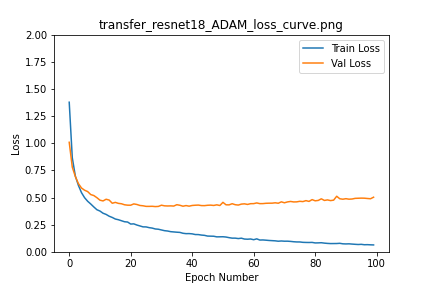 transfer_resnet18_ADAM_loss_curve.png
2.00
1.75
1.50
1.25
1.00
0.75
0.50
0.25
0.00
Loss
Train Loss
Val Loss
0 20 40 60 80 100
Epoch Number